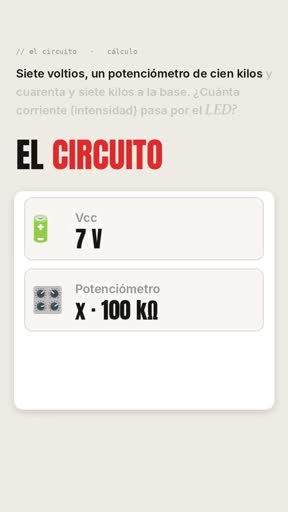 // el circuito · cálculo
Siete voltios, un potenciómetro de cien kilos y
cuarenta y siete kilos a la base. ¿Cuánta
corriente (intensidad) pasa por el LED?
EL CIRCUITO
Vcc
7 V
Potenciómetro
x · 100 kΩ